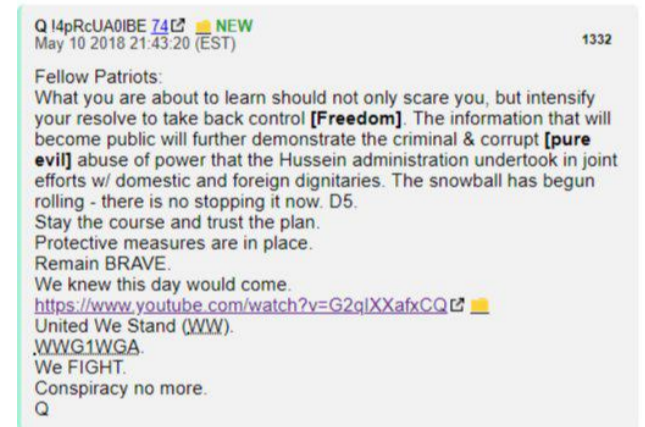 Q !4pRcUA0lBE 74 NEW
May 10 2018 21:43:20 (EST)
1332
Fellow Patriots:
What you are about to learn should not only scare you, but intensify
your resolve to take back control [Freedom]. The information that will
become public will further demonstrate the criminal & corrupt [pure
evil] abuse of power that the Hussein administration undertook in joint
efforts w/ domestic and foreign dignitaries. The snowball has begun
rolling - there is no stopping it now. D5.
Stay the course and trust the plan.
Protective measures are in place.
Remain BRAVE.
We knew this day would come.
https://www.youtube.com/watch?v=G2qIXXafxCQ
United We Stand (WW).
WWG1WGA.
We FIGHT.
Conspiracy no more.
Q